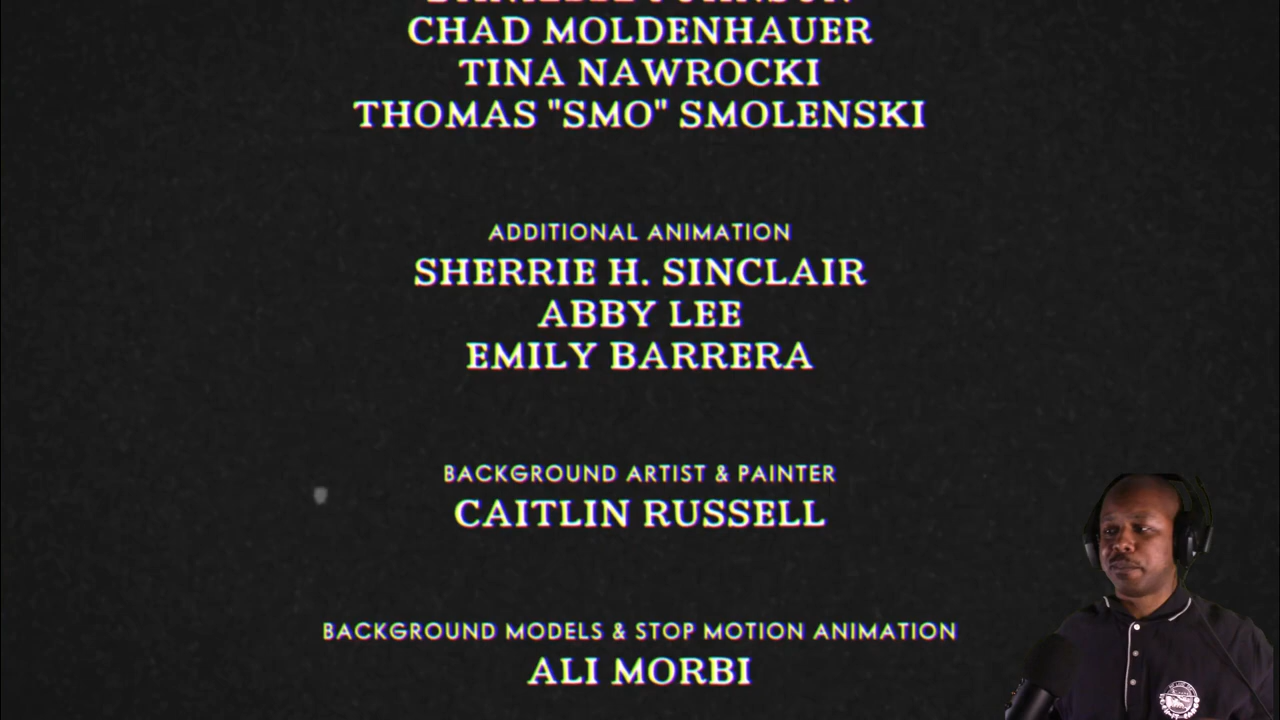 CHAD MOLDENHAUER
TINA NAWROCKI
THOMAS "SMO" SMOLENSKI
ADDITIONAL ANIMATION
SHERRIE H. SINCLAIR
ABBY LEE
EMILY BARRERA
BACKGROUND ARTIST & PAINTER
CAITLIN RUSSELL
BACKGROUND MODELS & STOP MOTION ANIMATION
ALI MORBI